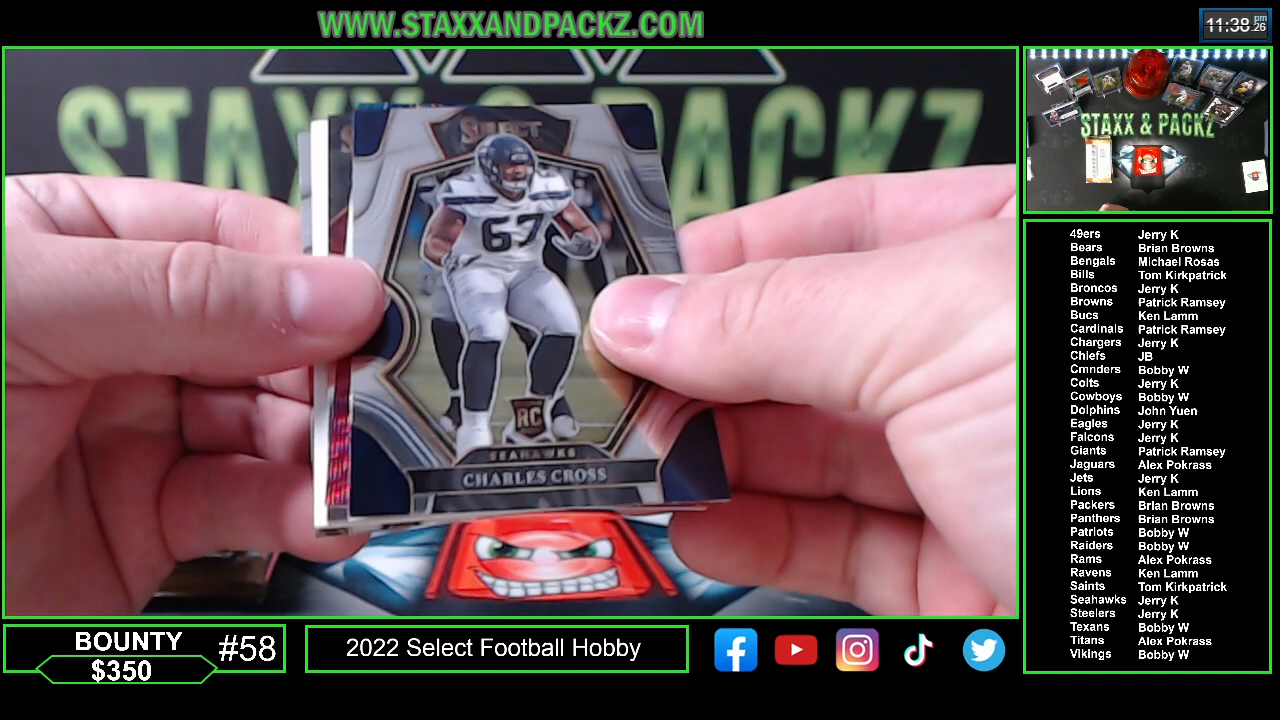 WWW.STAXXANDPACKZ.COM
11:38 pm 26
STAXX & PACKZ
SELECT
67
RC
SEAHAWKS
CHARLES CROSS
STAXX & PACKZ
49ers Jerry K
Bears Brian Browns
Bengals Michael Rosas
Bills Tom Kirkpatrick
Broncos Jerry K
Browns Patrick Ramsey
Bucs Ken Lamm
Cardinals Patrick Ramsey
Chargers Jerry K
Chiefs JB
Cmnders Bobby W
Colts Jerry K
Cowboys Bobby W
Dolphins John Yuen
Eagles Jerry K
Falcons Jerry K
Giants Patrick Ramsey
Jaguars Alex Pokrass
Jets Jerry K
Lions Ken Lamm
Packers Brian Browns
Panthers Brian Browns
Patriots Bobby W
Raiders Bobby W
Rams Alex Pokrass
Ravens Ken Lamm
Saints Tom Kirkpatrick
Seahawks Jerry K
Steelers Jerry K
Texans Bobby W
Titans Alex Pokrass
Vikings Bobby W
BOUNTY
$350
#58
2022 Select Football Hobby